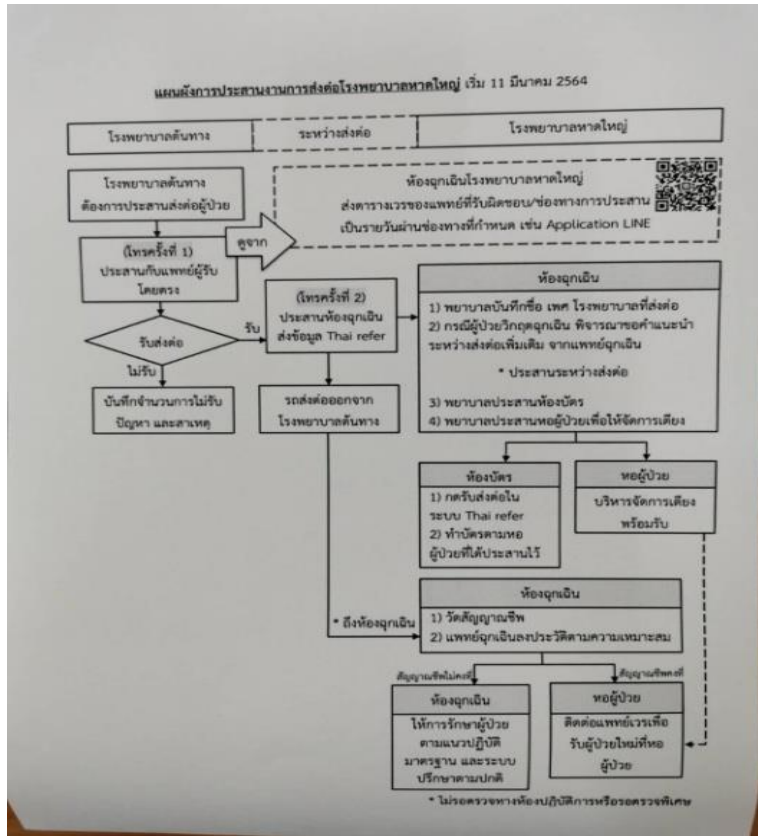 แผนผังการประสานงานการส่งต่อโรงพยาบาลหาดใหญ่ เริ่ม 11 มีนาคม 2564
โรงพยาบาลต้นทาง
ระหว่างส่งต่อ
โรงพยาบาลหาดใหญ่
โรงพยาบาลต้นทาง
ต้องการประสานส่งต่อผู้ป่วย
ห้องฉุกเฉินโรงพยาบาลหาดใหญ่
ส่งตารางเวรของแพทย์ที่รับผิดชอบ/ช่องทางการประสาน
เป็นรายวันผ่านช่องทางที่กำหนด เช่น Application LINE
ดูจาก
(โทรครั้งที่ 1)
ประสานกับแพทย์ผู้รับ
โดยตรง
รับส่งต่อ
รับ
ไม่รับ
บันทึกจำนวนการไม่รับ
ปัญหา และสาเหตุ
(โทรครั้งที่ 2)
ประสานห้องฉุกเฉิน
ส่งข้อมูล Thai refer
รถส่งต่อออกจาก
โรงพยาบาลต้นทาง
ห้องฉุกเฉิน
1) พยาบาลบันทึกชื่อ เพศ โรงพยาบาลที่ส่งต่อ
2) กรณีผู้ป่วยวิกฤตฉุกเฉิน พิจารณาขอคำแนะนำ
ระหว่างส่งต่อเพิ่มเติม จากแพทย์ฉุกเฉิน
* ประสานระหว่างส่งต่อ
3) พยาบาลประสานห้องบัตร
4) พยาบาลประสานหอผู้ป่วยเพื่อให้จัดการเตียง
ห้องบัตร
1) กดรับส่งต่อใน
ระบบ Thai refer
2) ทำบัตรตามหอ
ผู้ป่วยที่ได้ประสานไว้
หอผู้ป่วย
บริหารจัดการเตียง
พร้อมรับ
* ถึงห้องฉุกเฉิน
ห้องฉุกเฉิน
1) วัดสัญญาณชีพ
2) แพทย์ฉุกเฉินลงประวัติตามความเหมาะสม
สัญญาณชีพไม่คงที่
สัญญาณชีพคงที่
ห้องฉุกเฉิน
ให้การรักษาผู้ป่วย
ตามแนวปฏิบัติ
มาตรฐาน และระบบ
ปรึกษาตามปกติ
หอผู้ป่วย
ติดต่อแพทย์เวรเพื่อ
รับผู้ป่วยใหม่ที่หอ
ผู้ป่วย
* ไม่รอตรวจทางห้องปฏิบัติการหรือรอตรวจพิเศษ